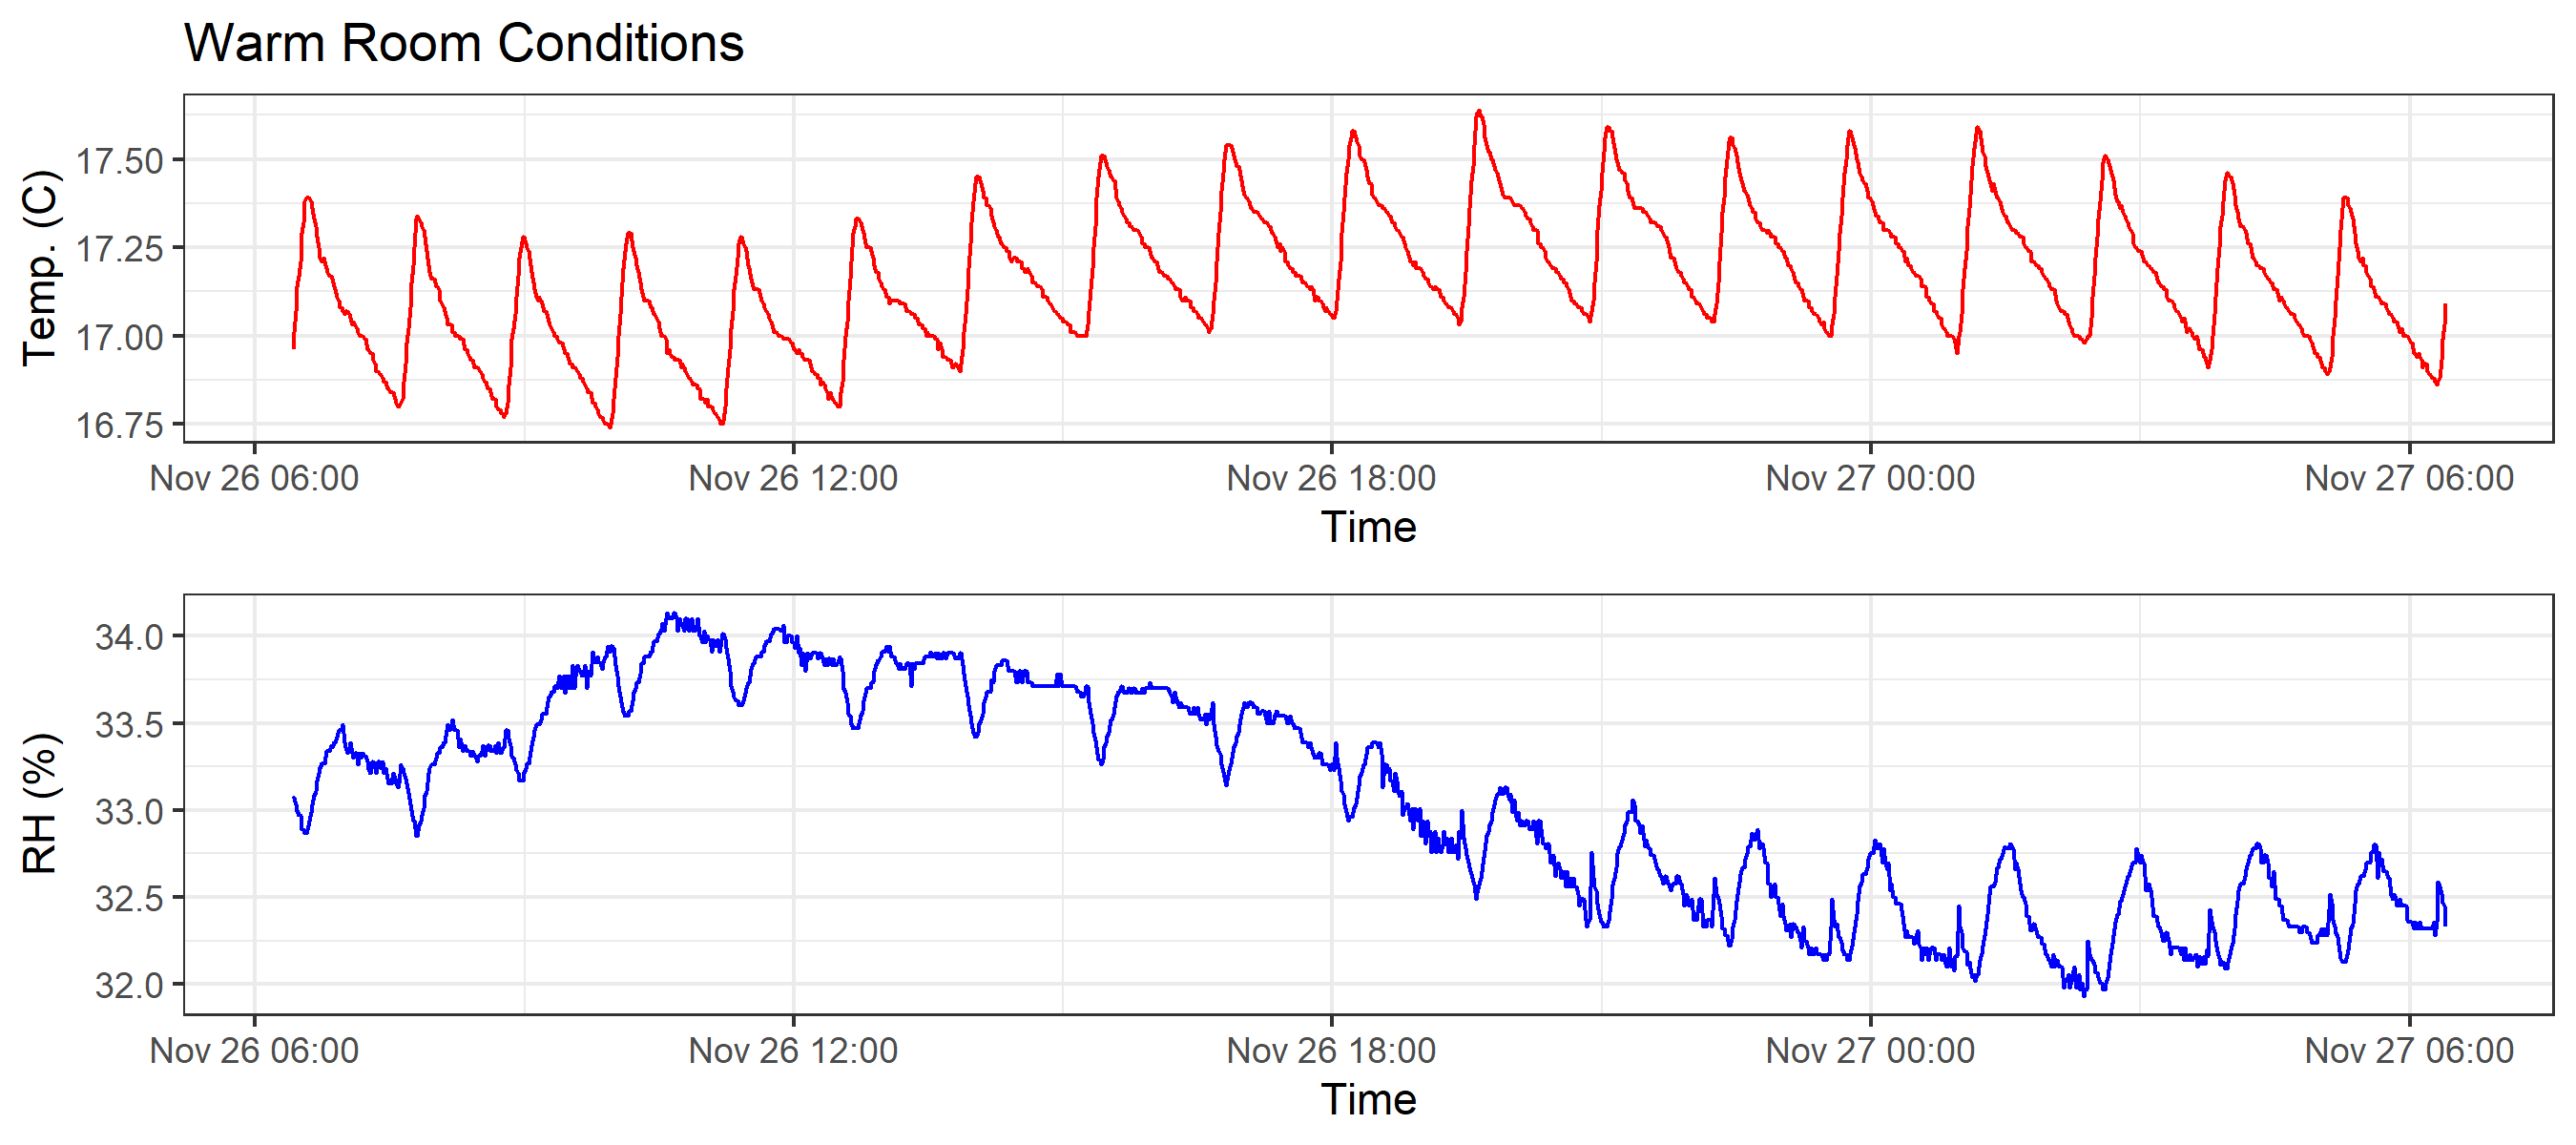 Warm Room Conditions
Temp. (C)
17.50
17.25
17.00
16.75
Nov 26 06:00 Nov 26 12:00 Nov 26 18:00 Nov 27 00:00 Nov 27 06:00
Time
RH (%)
34.0
33.5
33.0
32.5
32.0
Nov 26 06:00 Nov 26 12:00 Nov 26 18:00 Nov 27 00:00 Nov 27 06:00
Time